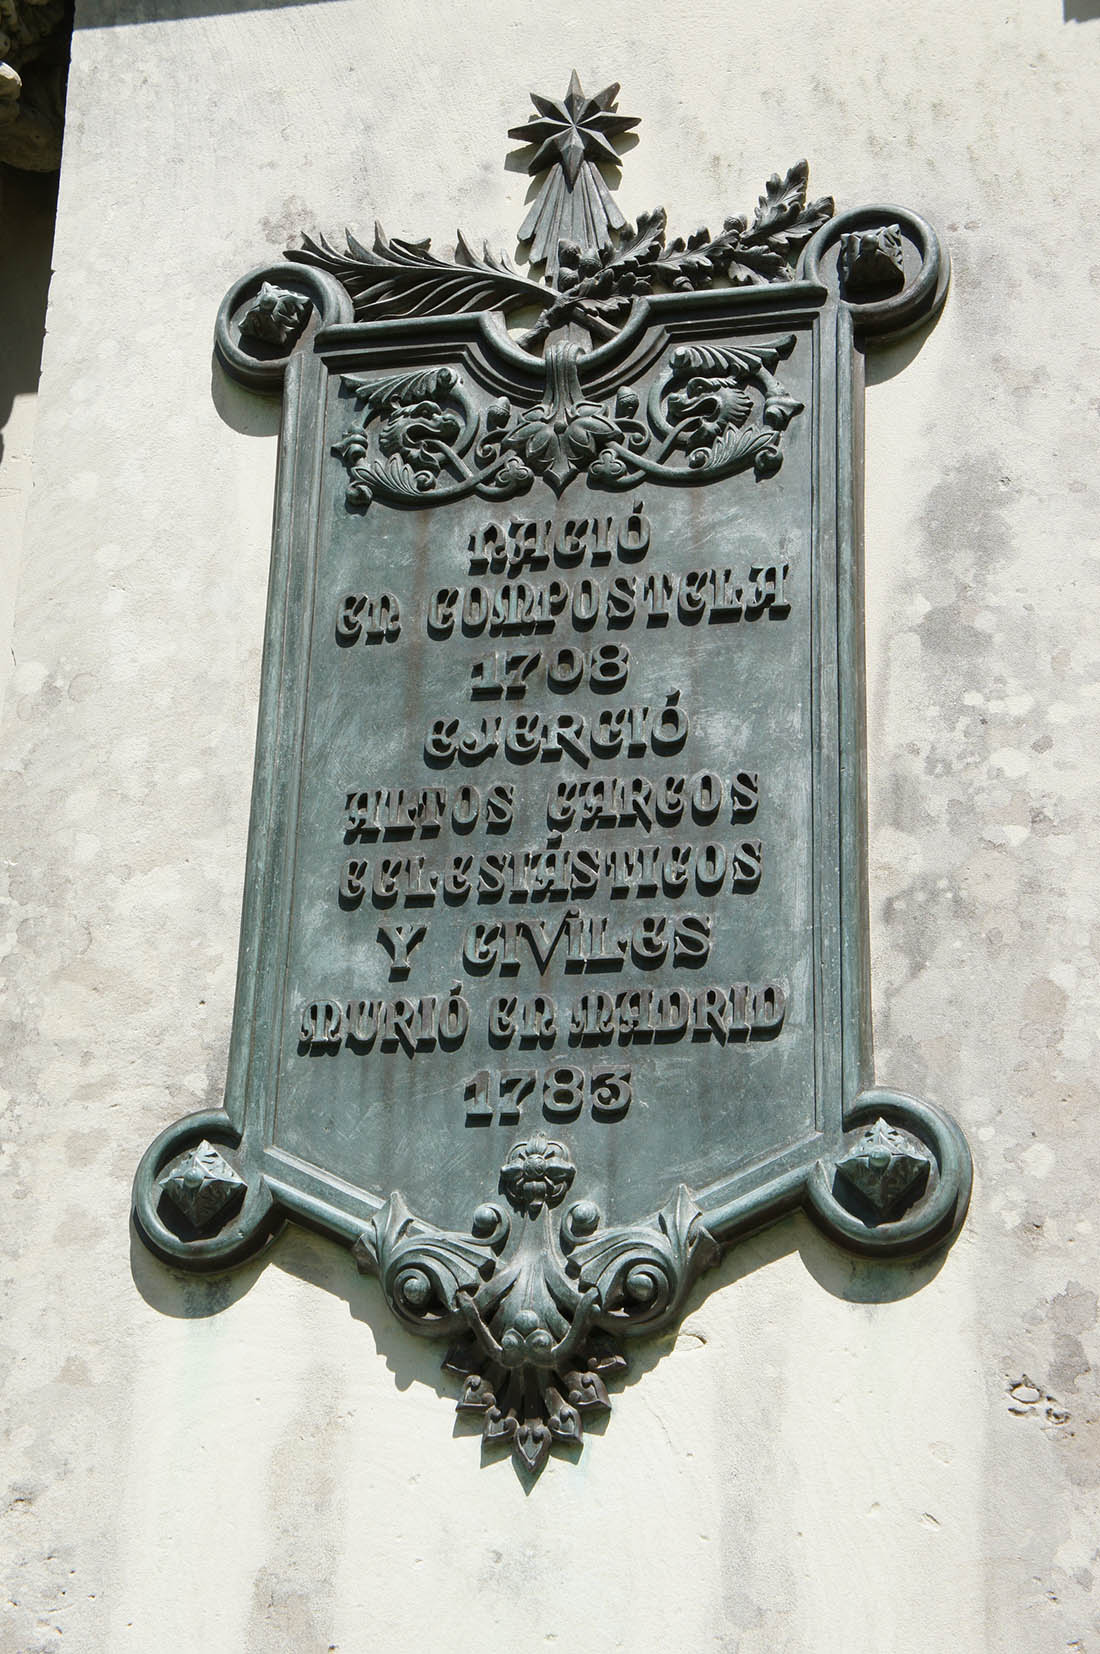 NACIÓ
EN COMPOSTELA
1708
EJERCIÓ
ALTOS CARGOS
ECLESIÁSTICOS
Y CIVILES
MURIÓ EN MADRID
1783